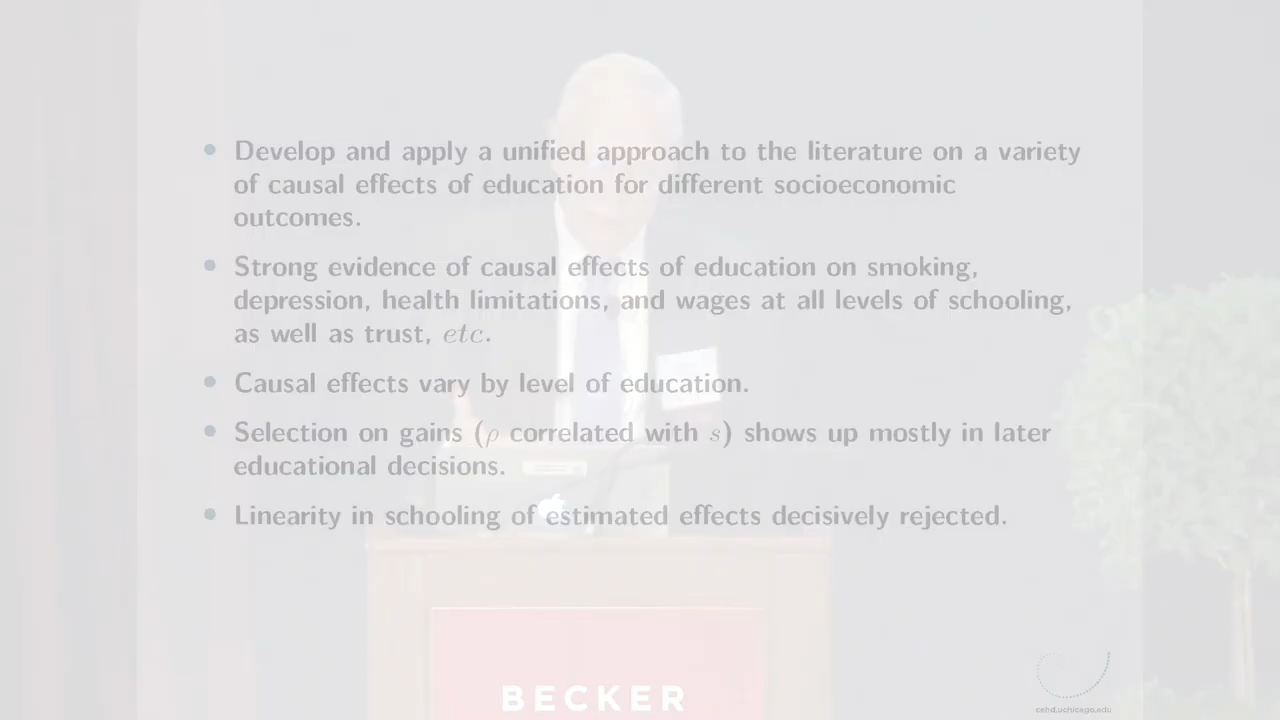 • Develop and apply a unified approach to the literature on a variety
of causal effects of education for different socioeconomic
outcomes.
• Strong evidence of causal effects of education on smoking,
depression, health limitations, and wages at all levels of schooling,
as well as trust, etc.
• Causal effects vary by level of education.
• Selection on gains (ρ correlated with s) shows up mostly in later
educational decisions.
• Linearity in schooling of estimated effects decisively rejected.
BECKER
cehd.uchicago.edu